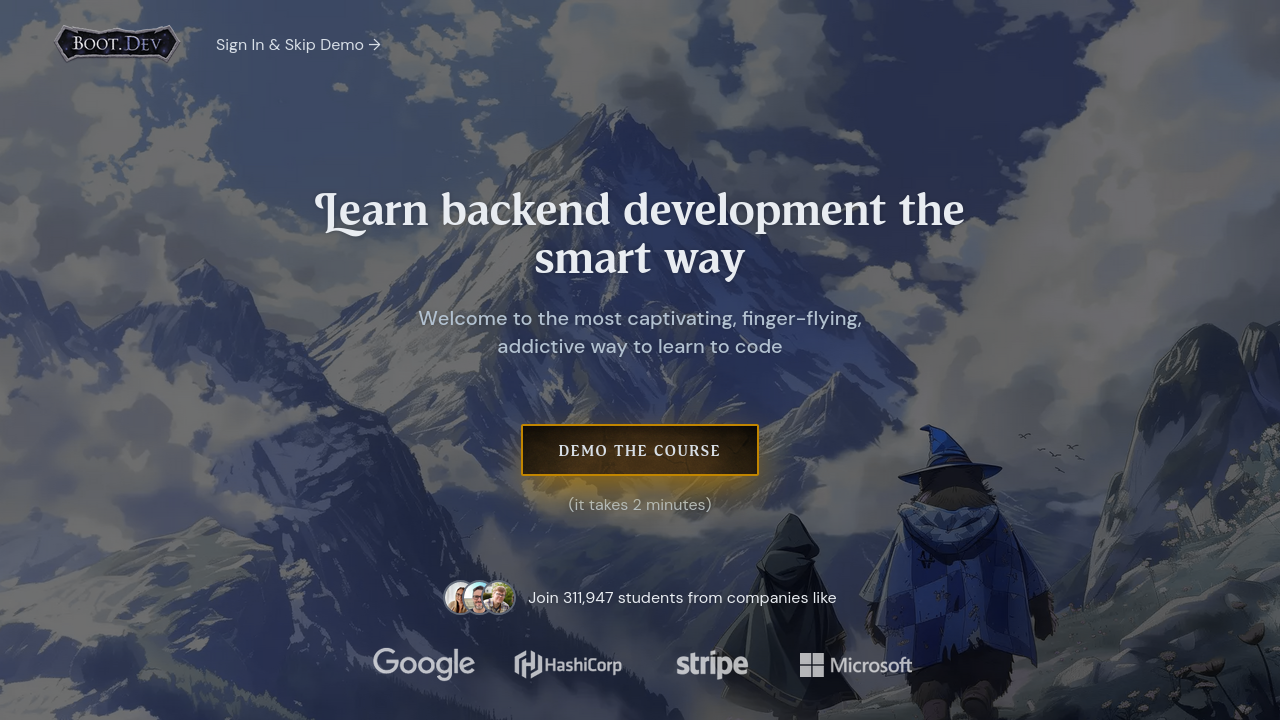 BOOT.DEV
Sign In & Skip Demo →
Learn backend development the
smart way
Welcome to the most captivating, finger-flying,
addictive way to learn to code
DEMO THE COURSE
(it takes 2 minutes)
Join 311,947 students from companies like
Google
HashiCorp
stripe
Microsoft